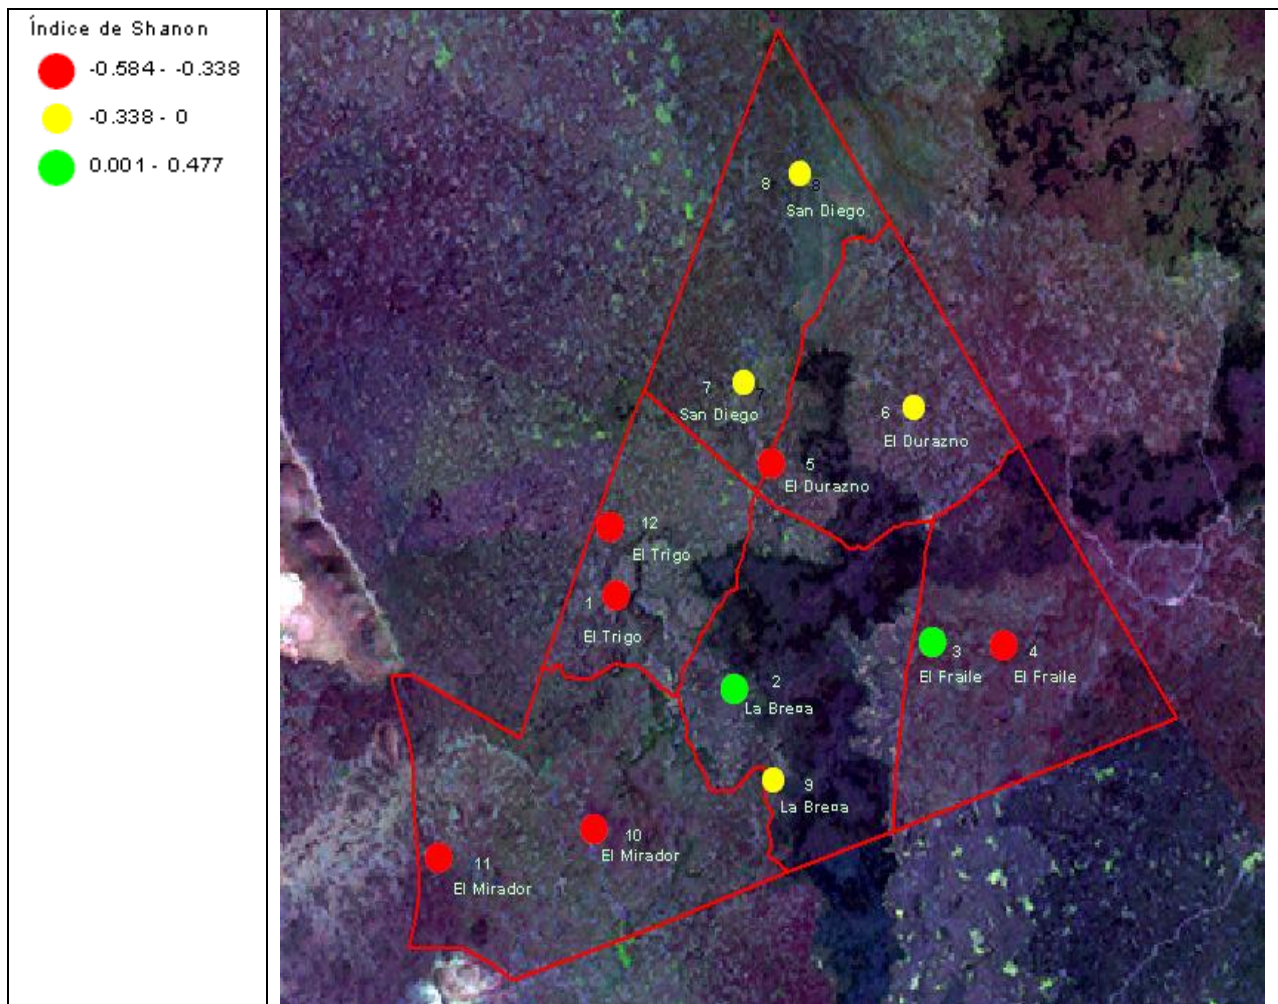 Índice de Shanon
-0.584 - -0.338
-0.338 - 0
0.001 - 0.477
8 8
San Diego
7 7
San Diego
6
El Durazno
5
El Durazno
12
El Trigo
1
El Trigo
3
El Fraile
4
El Fraile
2
La Bre¤a
9
La Bre¤a
10
El Mirador
11
El Mirador